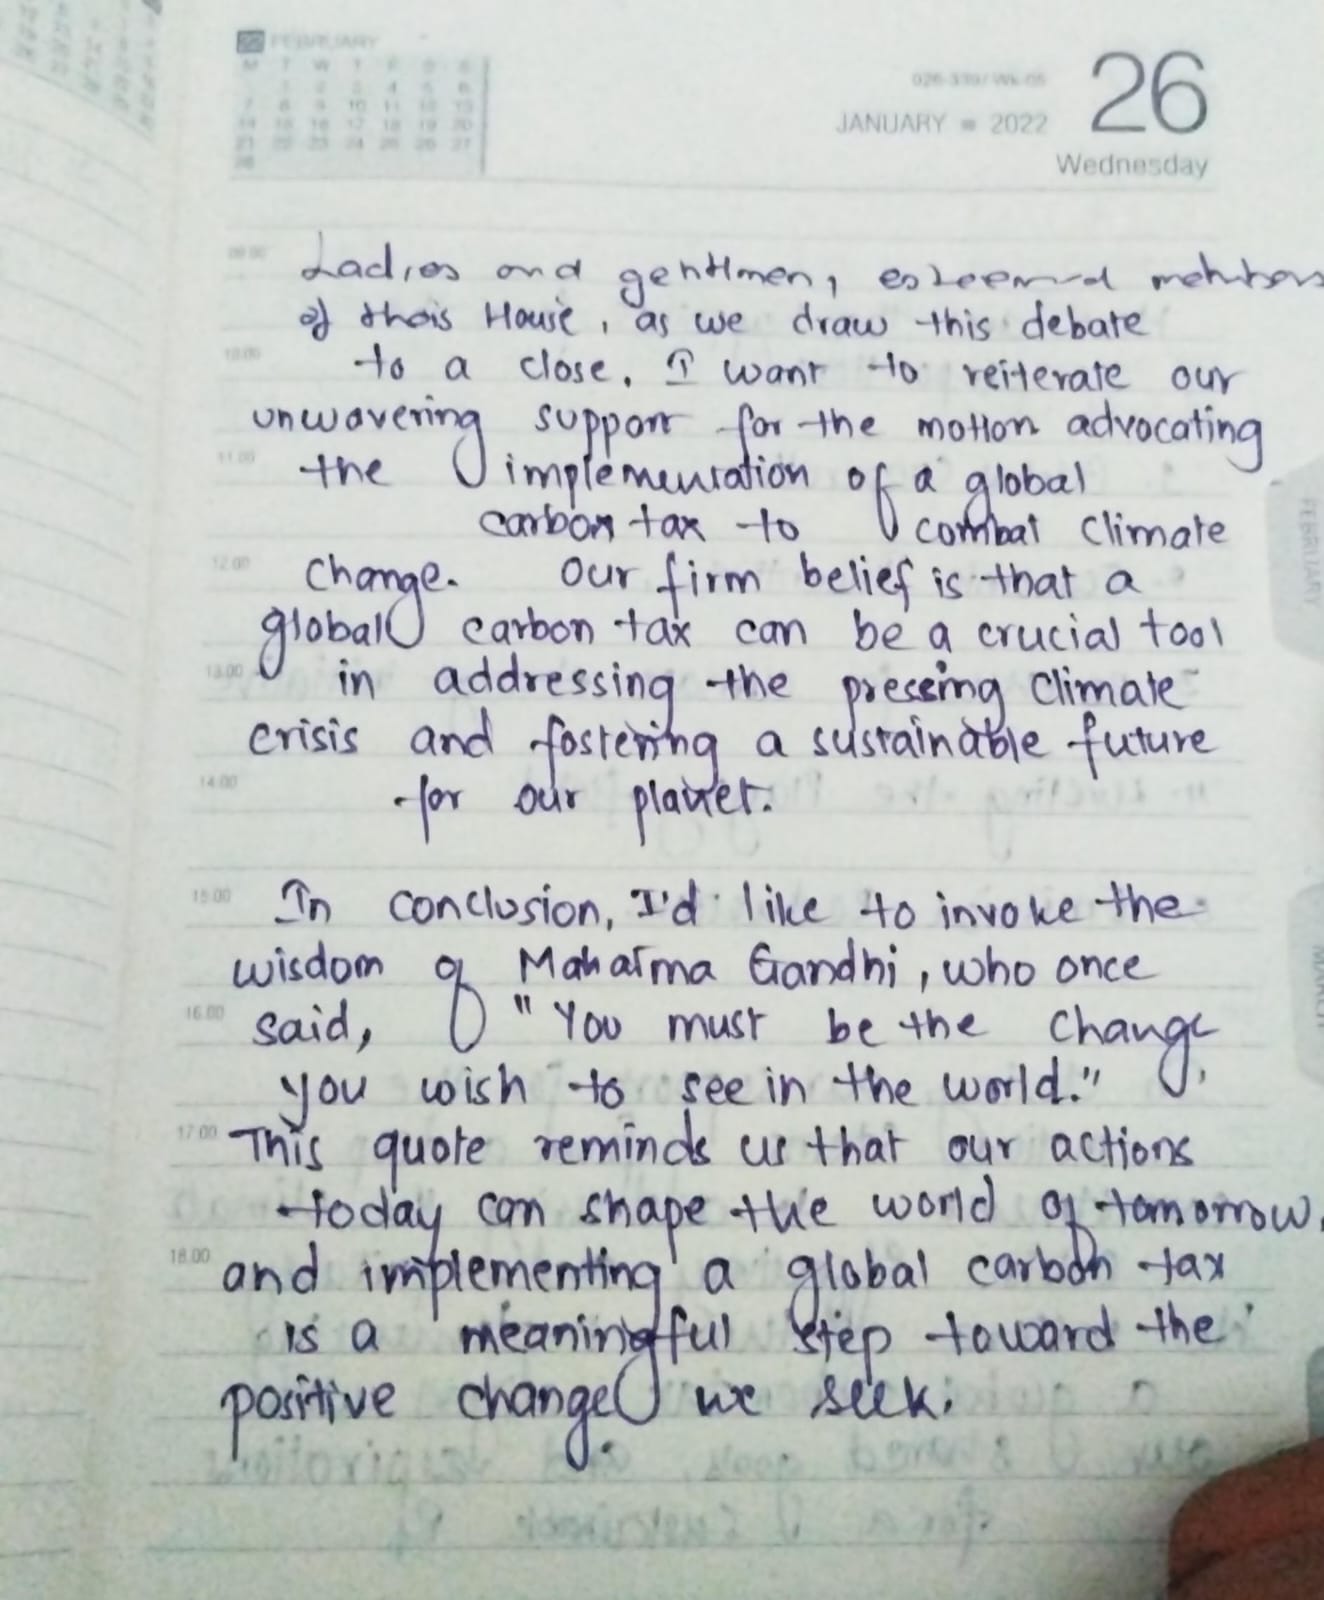 FEBRUARY
M T W T F S S
1 2 3 4 5 6
7 8 9 10 11 12 13
14 15 16 17 18 19 20
21 22 23 24 25 26 27
28
26
JANUARY 2022
Wednesday
09.00
Ladies and gentlmen, esteemed members
of thois House, as we draw this debate
10.00
to a close, I want to reiterate our
unwavering support for the motion advocating
11.00
the implementation of a global
carbon tax to combat climate
12.00
change. Our firm belief is that a
global carbon tax can be a crucial tool
13.00
in addressing the pressing climate
crisis and fostering a sustainable future
14.00
for our planet.
15.00
In conclusion, I'd like to invoke the
wisdom of Mahatma Gandhi, who once
16.00
said, "You must be the change
you wish to see in the world."
17.00
This quote reminds us that our actions
today can shape the world of tomorrow,
18.00
and implementing a global carbon tax
is a meaningful step toward the
positive change we seek.
FEBRUARY
MARCH